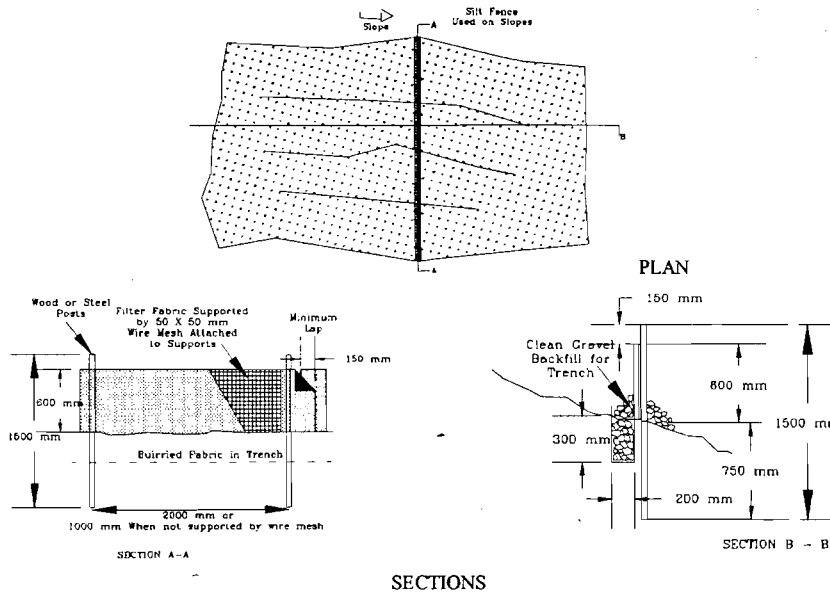 Slope
A
Silt Fence
Used on Slopes
B
A
PLAN
Wood or Steel
Posts
Filter Fabric Supported
by 50 X 50 mm
Wire Mesh Attached
to Supports
Minimum
Lap
150 mm
600 mm
1500 mm
Buirried Fabric in Trench
2000 mm or
1000 mm When not supported by wire mesh
SECTION A-A
150 mm
Clean Gravel
Backfill for
Trench
600 mm
300 mm
1500 mm
750 mm
200 mm
SECTION B - B
SECTIONS